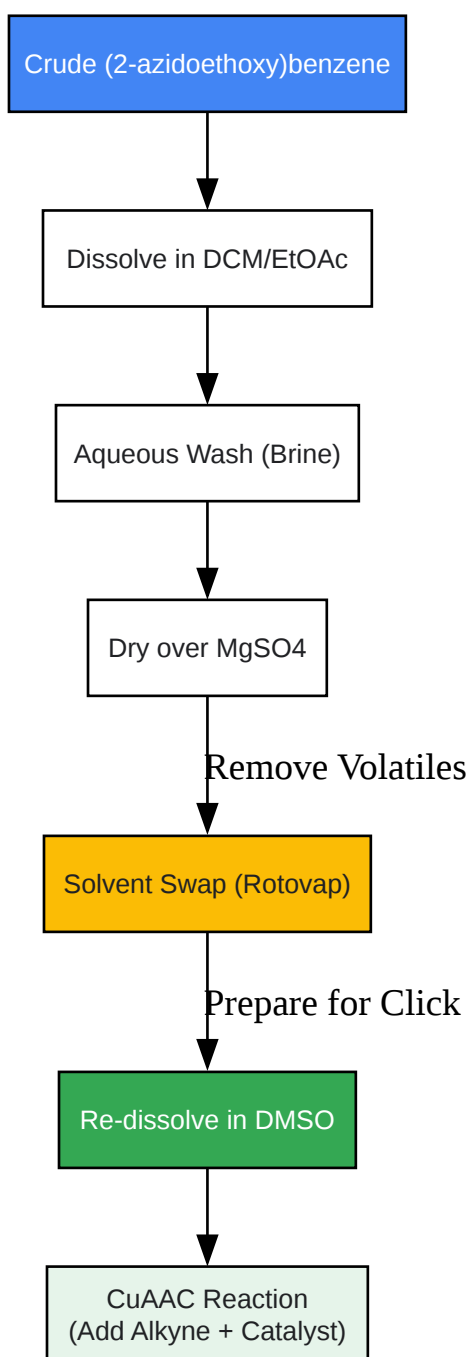 Crude (2-azidoethoxy)benzene
Dissolve in DCM/EtOAc
Aqueous Wash (Brine)
Dry over MgSO4
Remove Volatiles
Solvent Swap (Rotovap)
Prepare for Click
Re-dissolve in DMSO
CuAAC Reaction
(Add Alkyne + Catalyst)